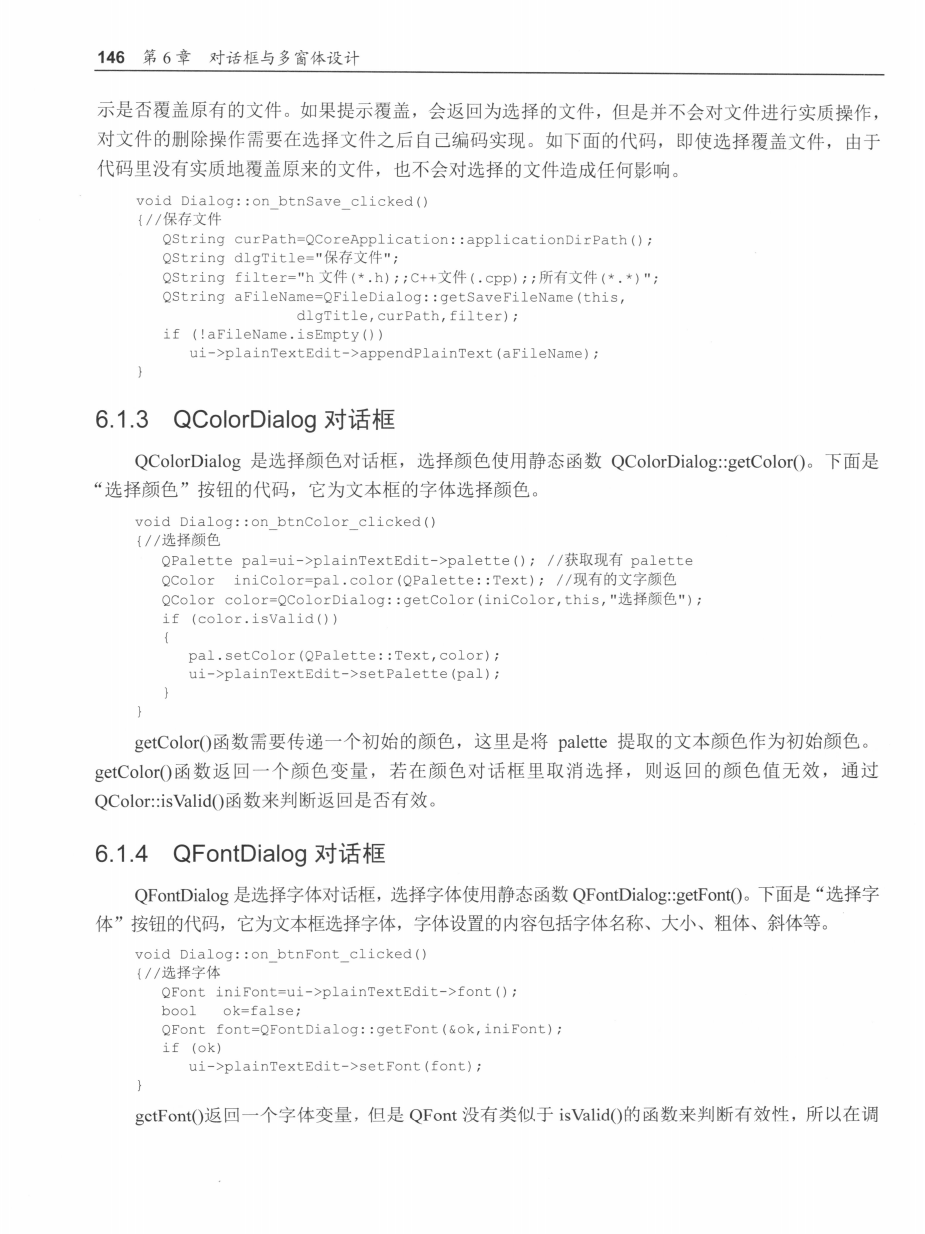 146 第 6 章 对话框与多窗体设计
示是否覆盖原有的文件。如果提示覆盖，会返回为选择的文件，但是并不会对文件进行实质操作，
对文件的删除操作需要在选择文件之后自己编码实现。如下面的代码，即使选择覆盖文件，由于
代码里没有实质地覆盖原来的文件，也不会对选择的文件造成任何影响。
void Dialog::on_btnSave_clicked()
{//保存文件
QString curPath=QCoreApplication::applicationDirPath();
QString dlgTitle="保存文件";
QString filter="h 文件(*.h);;C++文件(.cpp);;所有文件(*.*)";
QString aFileName=QFileDialog::getSaveFileName(this,
dlgTitle,curPath,filter);
if (!aFileName.isEmpty())
ui->plainTextEdit->appendPlainText(aFileName);
}
6.1.3 QColorDialog 对话框
QColorDialog 是选择颜色对话框，选择颜色使用静态函数 QColorDialog::getColor()。下面是
“选择颜色”按钮的代码，它为文本框的字体选择颜色。
void Dialog::on_btnColor_clicked()
{//选择颜色
QPalette pal=ui->plainTextEdit->palette(); //获取现有 palette
QColor iniColor=pal.color(QPalette::Text); //现有的文字颜色
QColor color=QColorDialog::getColor(iniColor,this,"选择颜色");
if (color.isValid())
{
pal.setColor(QPalette::Text,color);
ui->plainTextEdit->setPalette(pal);
}
}
getColor()函数需要传递一个初始的颜色，这里是将 palette 提取的文本颜色作为初始颜色。
getColor()函数返回一个颜色变量，若在颜色对话框里取消选择，则返回的颜色值无效，通过
QColor::isValid()函数来判断返回是否有效。
6.1.4 QFontDialog 对话框
QFontDialog 是选择字体对话框，选择字体使用静态函数 QFontDialog::getFont()。下面是“选择字
体”按钮的代码，它为文本框选择字体，字体设置的内容包括字体名称、大小、粗体、斜体等。
void Dialog::on_btnFont_clicked()
{//选择字体
QFont iniFont=ui->plainTextEdit->font();
bool ok=false;
QFont font=QFontDialog::getFont(&ok,iniFont);
if (ok)
ui->plainTextEdit->setFont(font);
}
getFont()返回一个字体变量，但是 QFont 没有类似于 isValid()的函数来判断有效性，所以在调